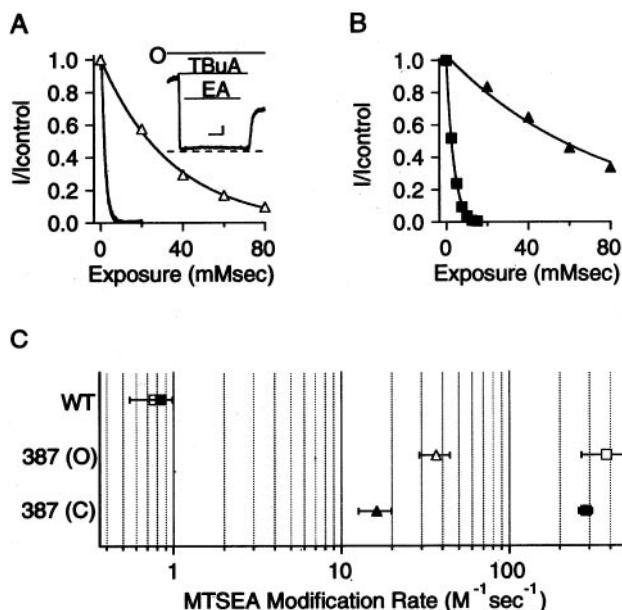 A
B
I/Icontrol
1.0
0.8
0.6
0.4
0.2
0.0
0
40
80
Exposure (mMsec)
O
TBuA
EA
I/Icontrol
1.0
0.8
0.6
0.4
0.2
0.0
0
40
80
Exposure (mMsec)
C
WT
387 (O)
387 (C)
1
10
100
MTSEA Modification Rate (M⁻¹sec⁻¹)